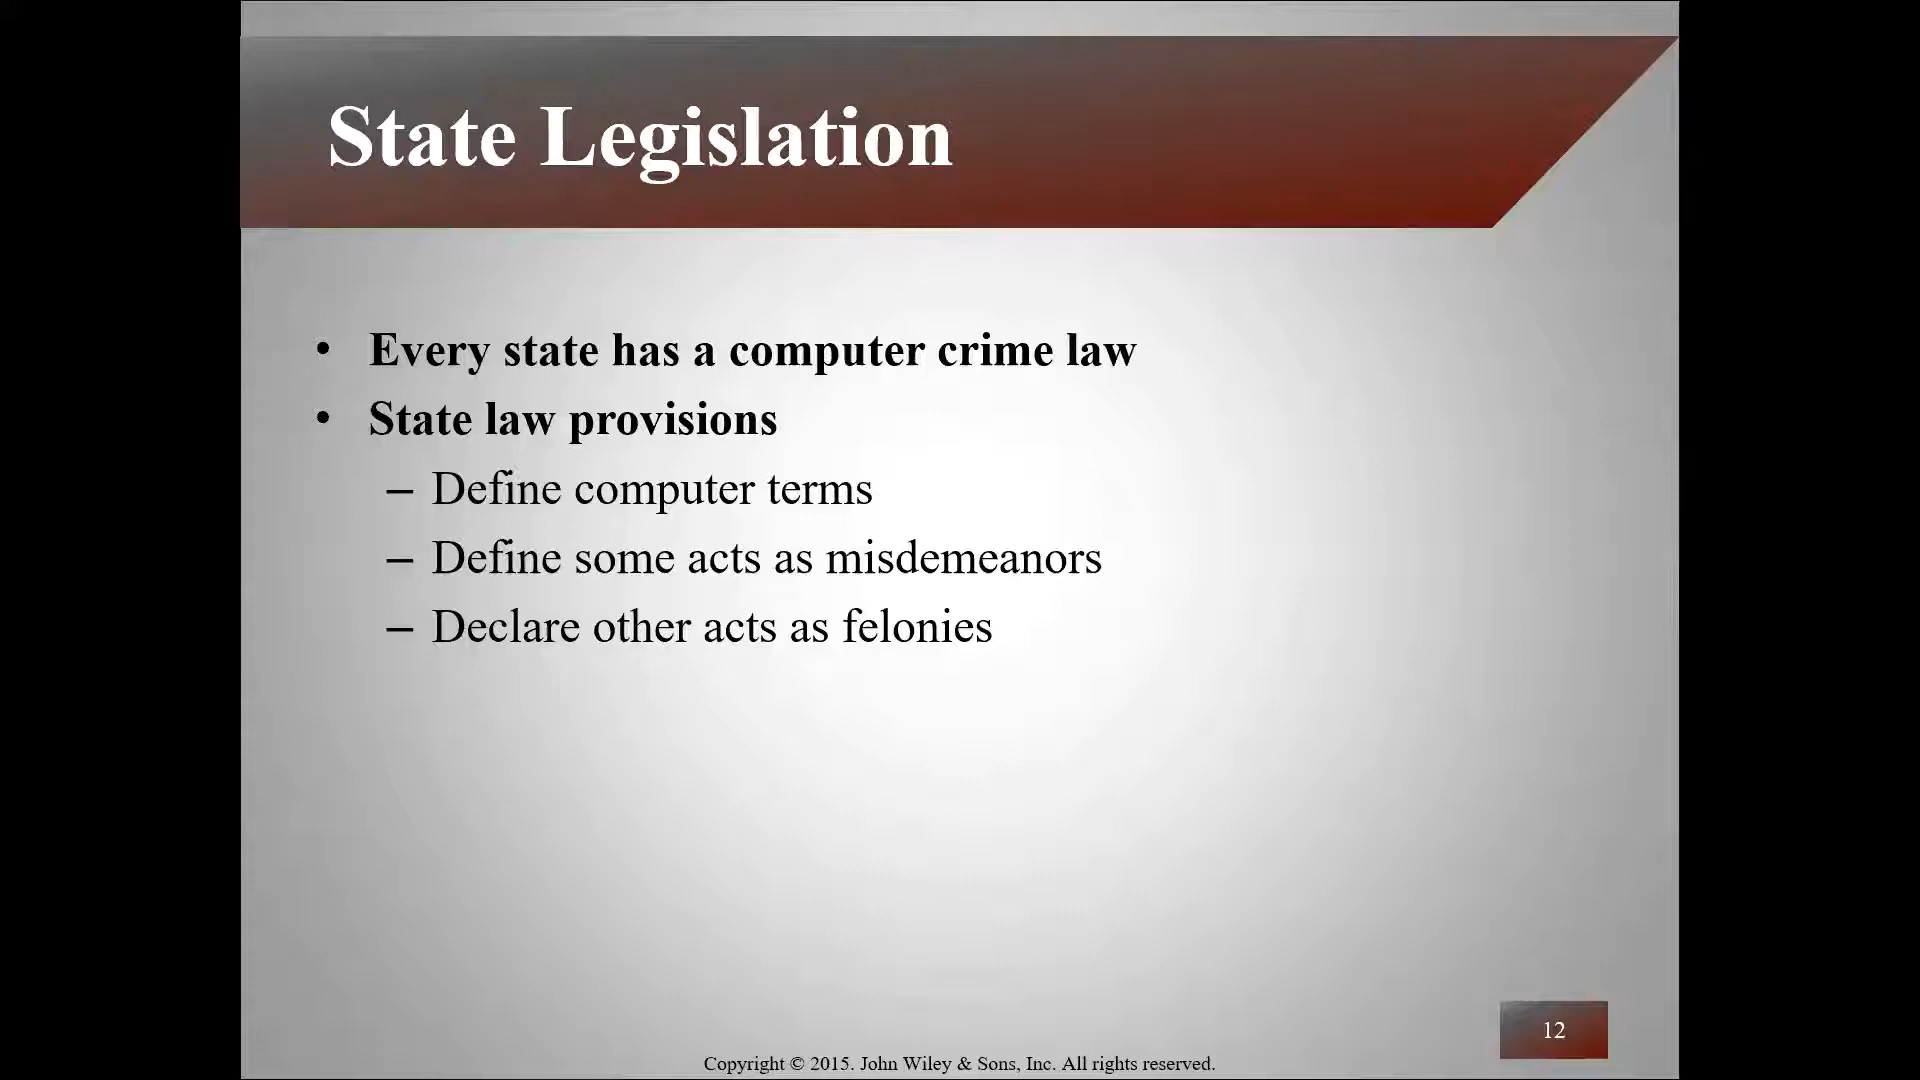 State Legislation
• Every state has a computer crime law
• State law provisions
– Define computer terms
– Define some acts as misdemeanors
– Declare other acts as felonies
12
Copyright © 2015. John Wiley & Sons, Inc. All rights reserved.